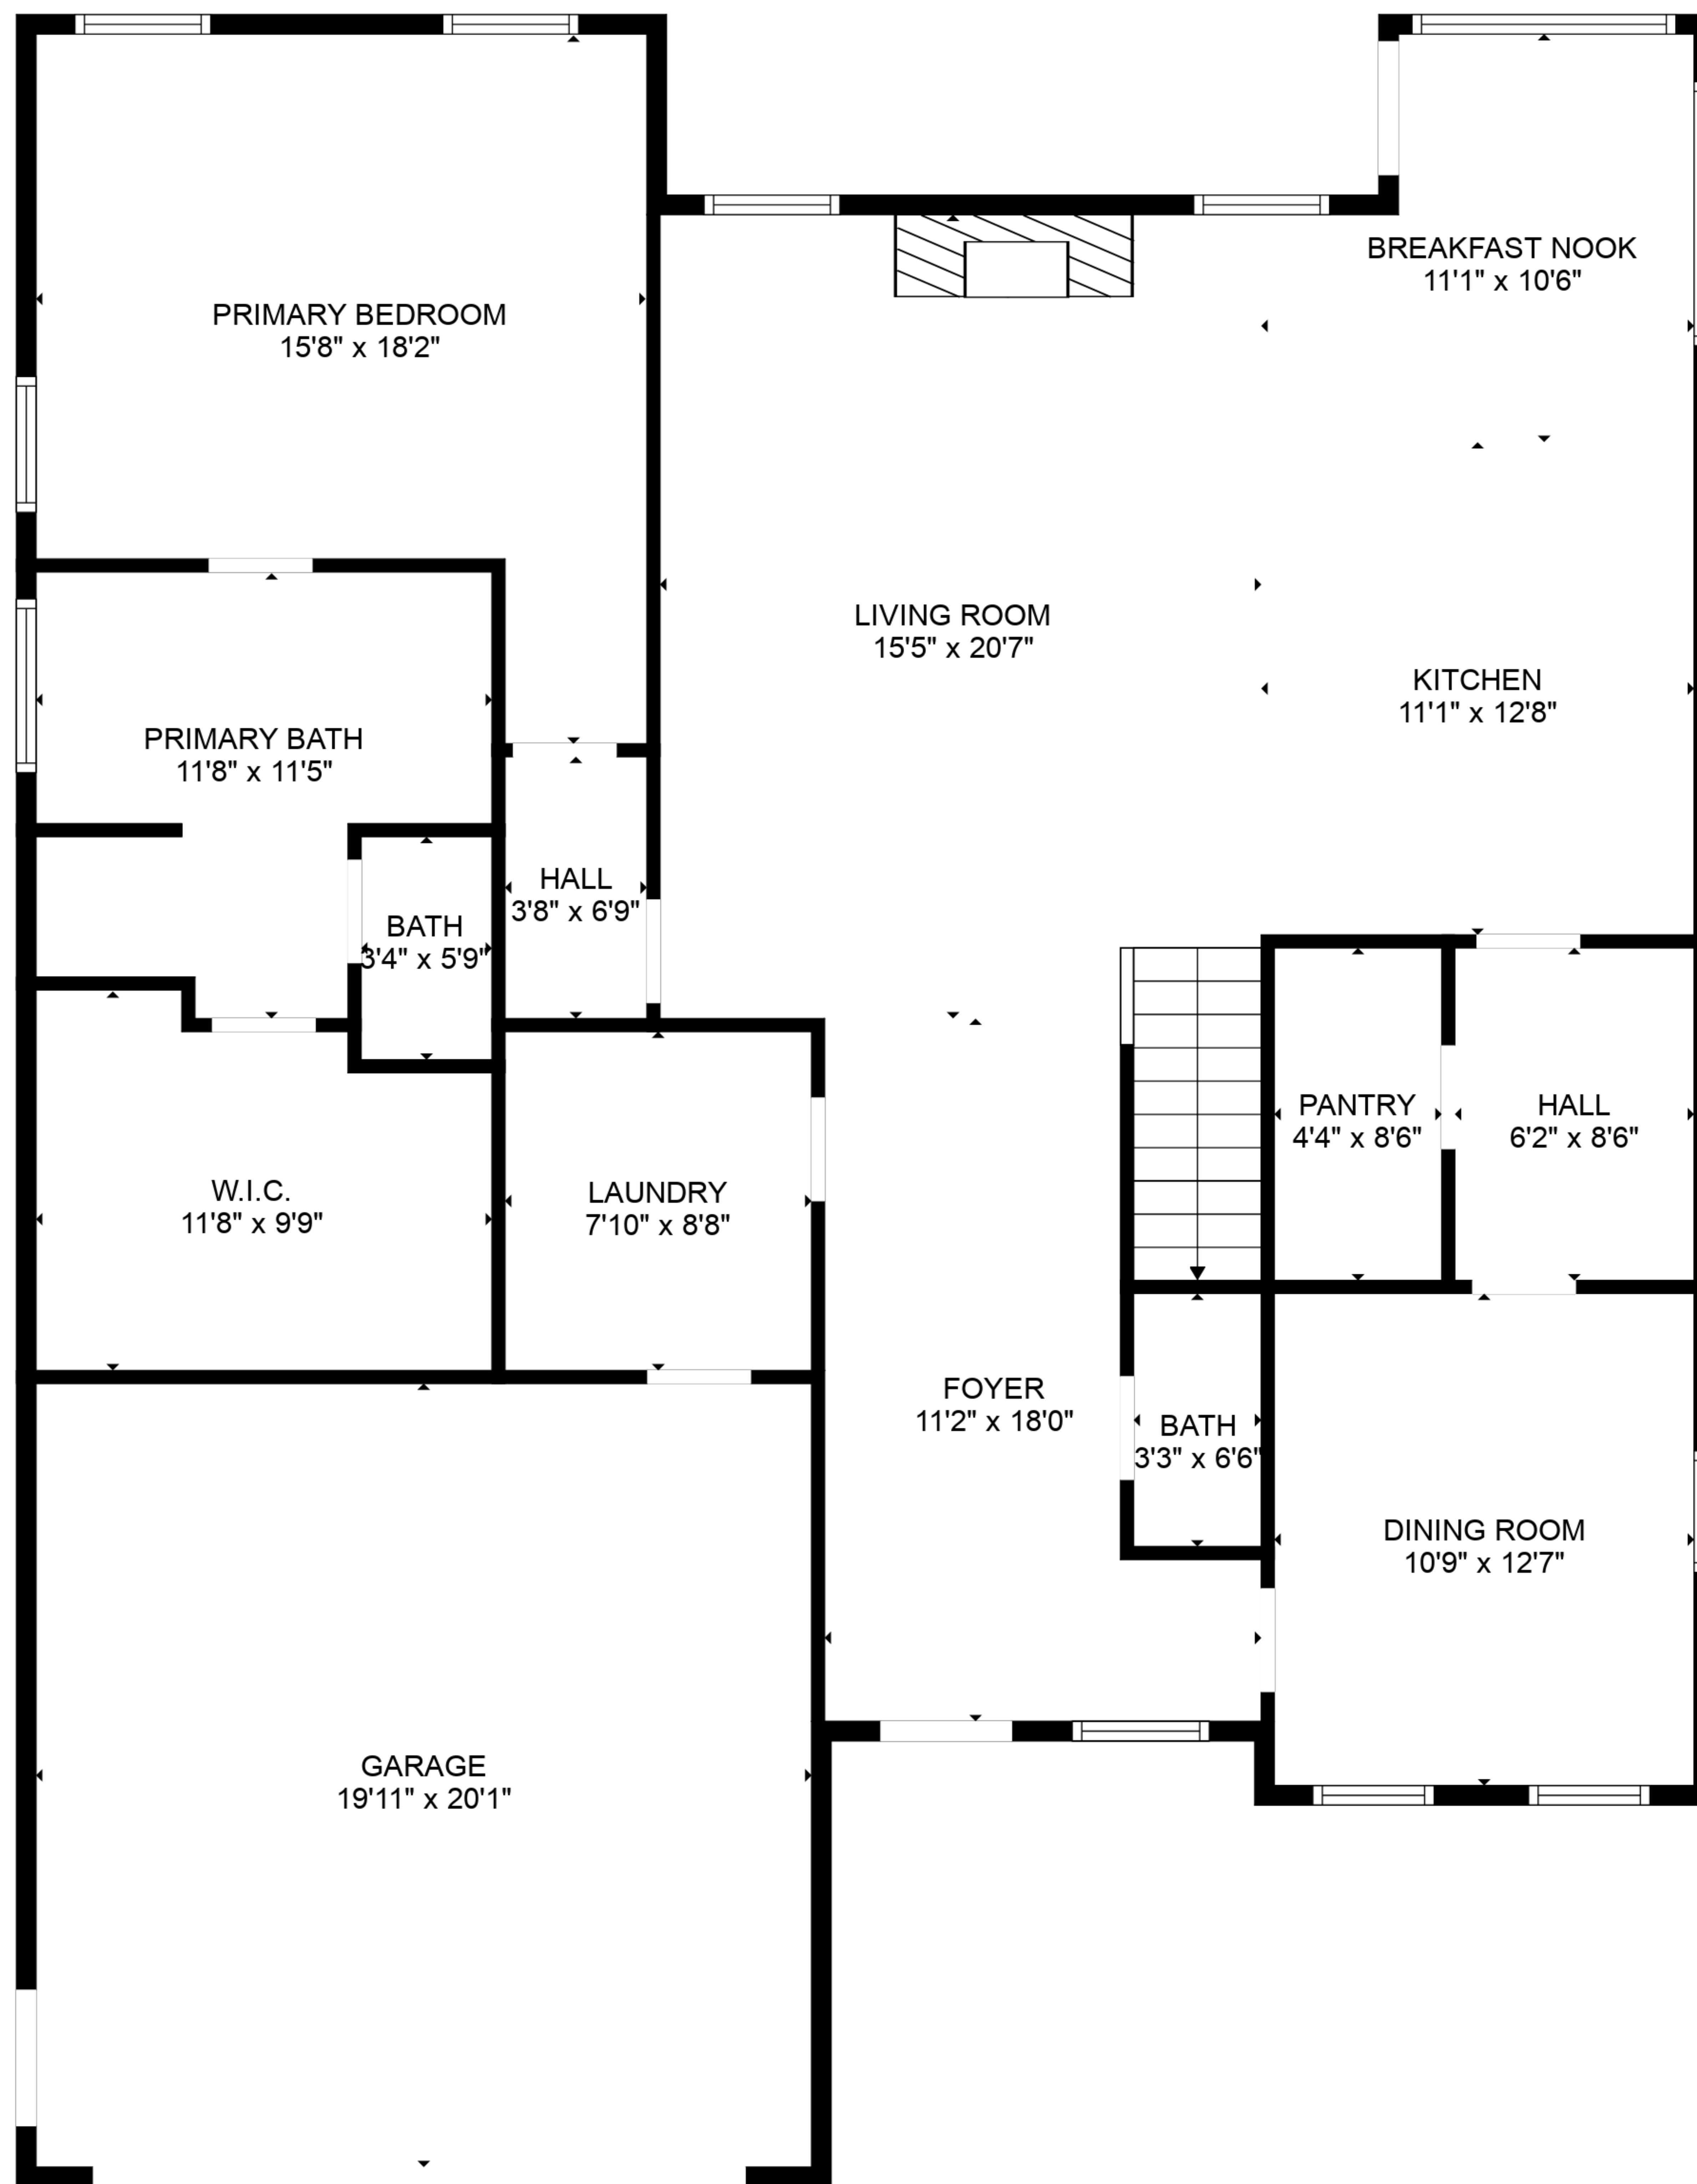 BREAKFAST NOOK
11'1" x 10'6"
PRIMARY BEDROOM
15'8" x 18'2"
LIVING ROOM
15'5" x 20'7"
KITCHEN
11'1" x 12'8"
PRIMARY BATH
11'8" x 11'5"
HALL
3'8" x 6'9"
BATH
3'4" x 5'9"
PANTRY
4'4" x 8'6"
HALL
6'2" x 8'6"
W.I.C.
11'8" x 9'9"
LAUNDRY
7'10" x 8'8"
FOYER
11'2" x 18'0"
BATH
3'3" x 6'6"
DINING ROOM
10'9" x 12'7"
GARAGE
19'11" x 20'1"